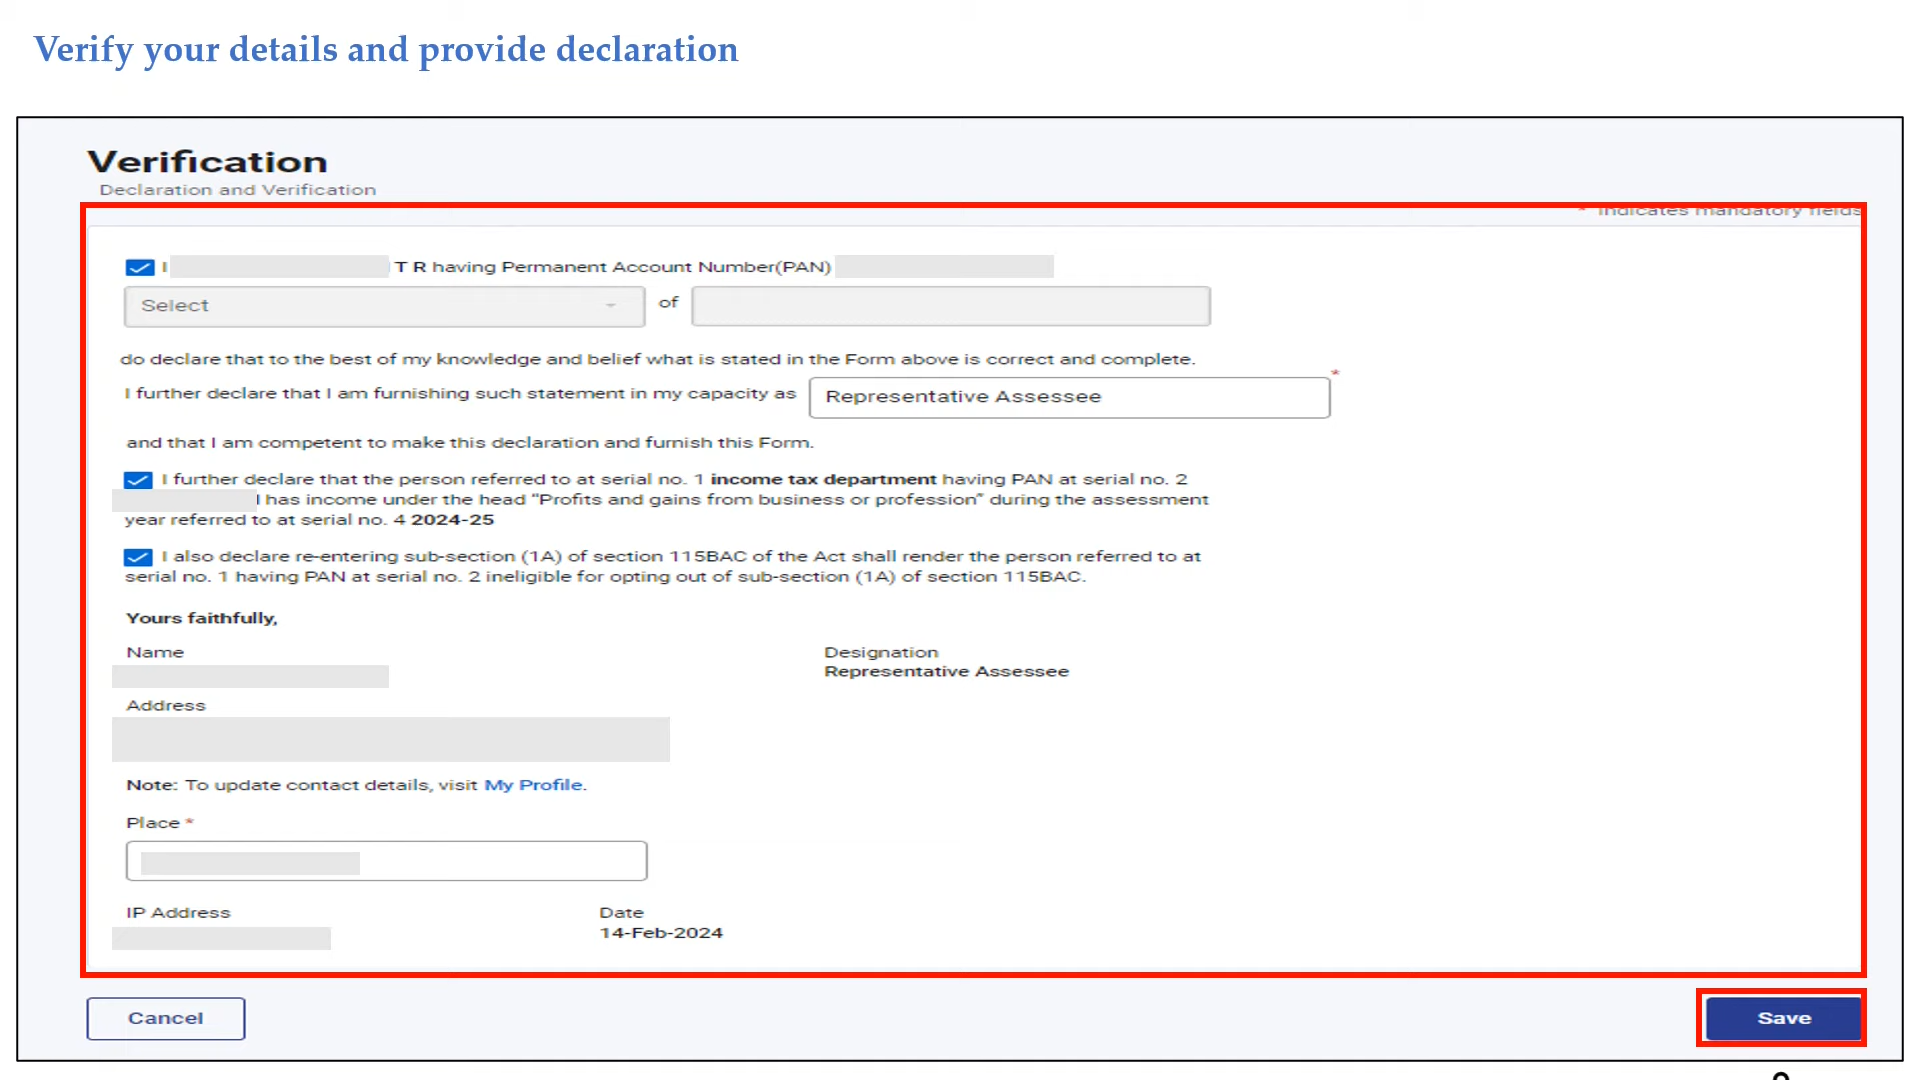 Verify your details and provide declaration
Verification
Declaration and Verification
* Indicates mandatory fields
I T R having Permanent Account Number(PAN)
Select of
do declare that to the best of my knowledge and belief what is stated in the Form above is correct and complete.
*
I further declare that I am furnishing such statement in my capacity as Representative Assessee
and that I am competent to make this declaration and furnish this Form.
I further declare that the person referred to at serial no. 1 income tax department having PAN at serial no. 2
has income under the head “Profits and gains from business or profession” during the assessment
year referred to at serial no. 4 2024-25
I also declare re-entering sub-section (1A) of section 115BAC of the Act shall render the person referred to at
serial no. 1 having PAN at serial no. 2 ineligible for opting out of sub-section (1A) of section 115BAC.
Yours faithfully,
Name
Designation
Representative Assessee
Address
Note: To update contact details, visit My Profile.
Place *
IP Address
Date
14-Feb-2024
Cancel
Save